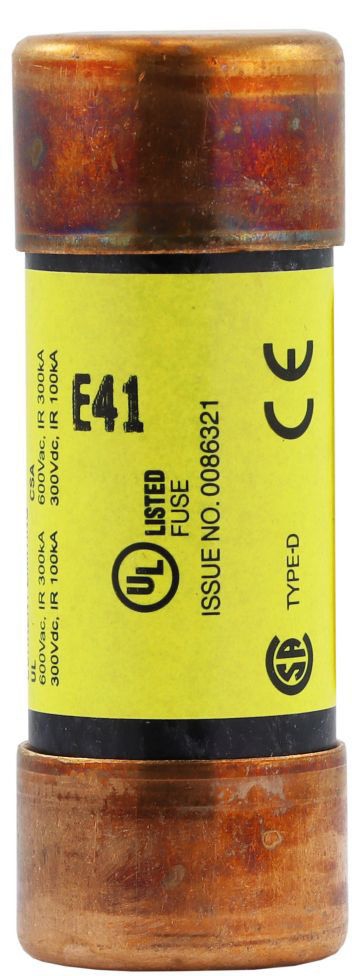 E41
CSA
600Vac, IR 300kA
300Vdc, IR 100kA
UL
600Vac, IR 300kA
300Vdc, IR 100kA
UL
LISTED
FUSE
ISSUE NO. 0086321
CE
SA
TYPE-D